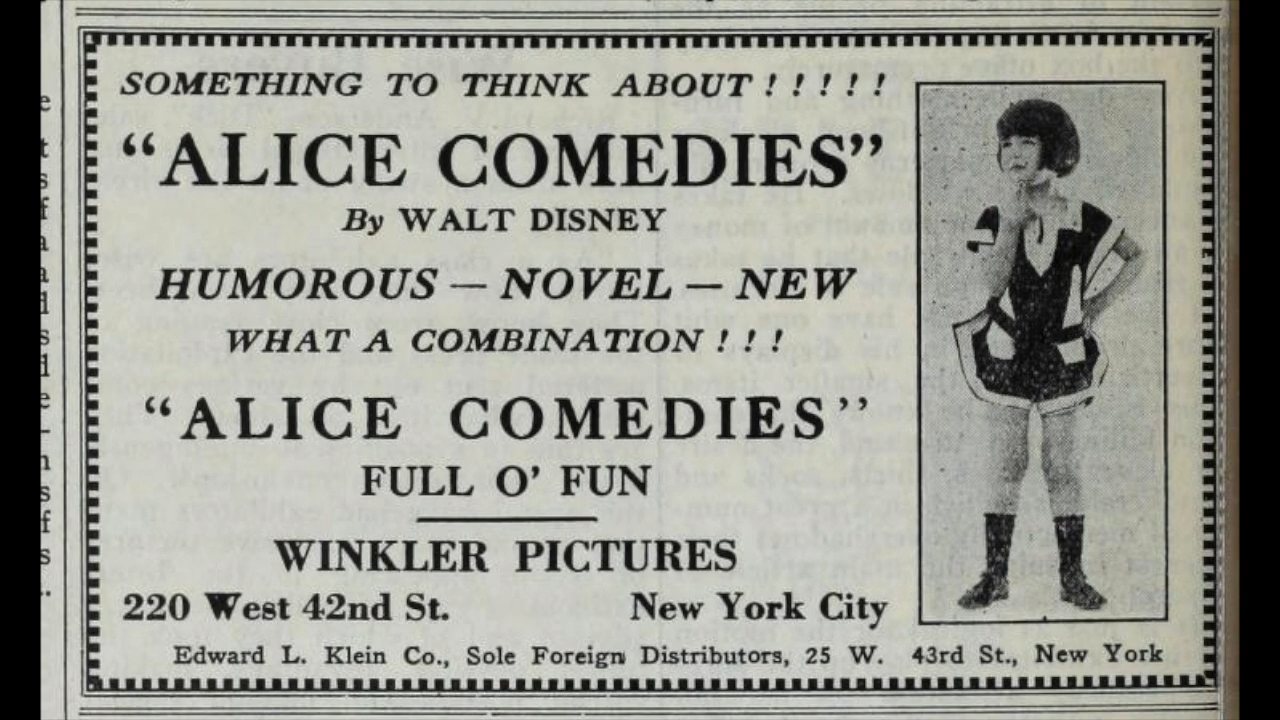 SOMETHING TO THINK ABOUT!!!!!
"ALICE COMEDIES"
By WALT DISNEY
HUMOROUS — NOVEL — NEW
WHAT A COMBINATION!!!
"ALICE COMEDIES"
FULL O' FUN
WINKLER PICTURES
220 West 42nd St. New York City
Edward L. Klein Co., Sole Foreign Distributors, 25 W. 43rd St., New York